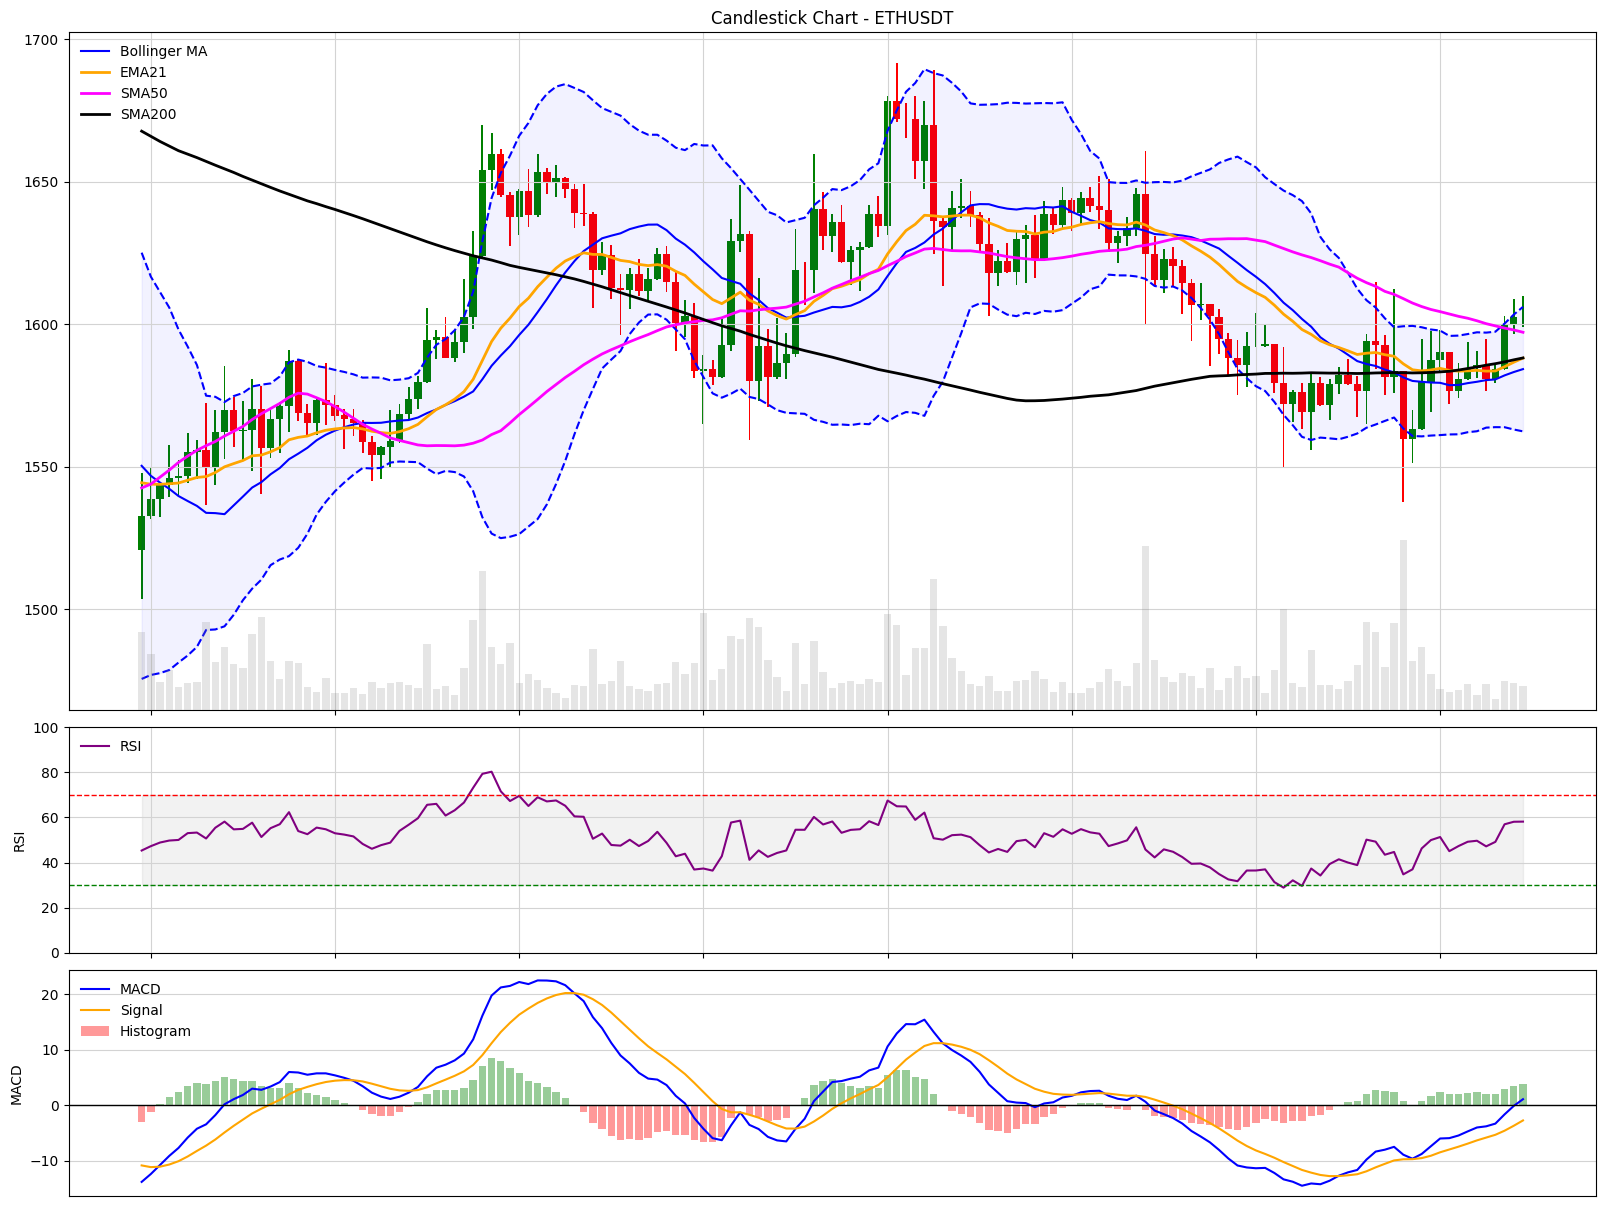 Candlestick Chart - ETHUSDT
1700
Bollinger MA
EMA21
SMA50
SMA200
1650
1600
1550
1500
100
RSI
80
60
RSI
40
20
0
MACD
20
Signal
Histogram
10
MACD
0
−10